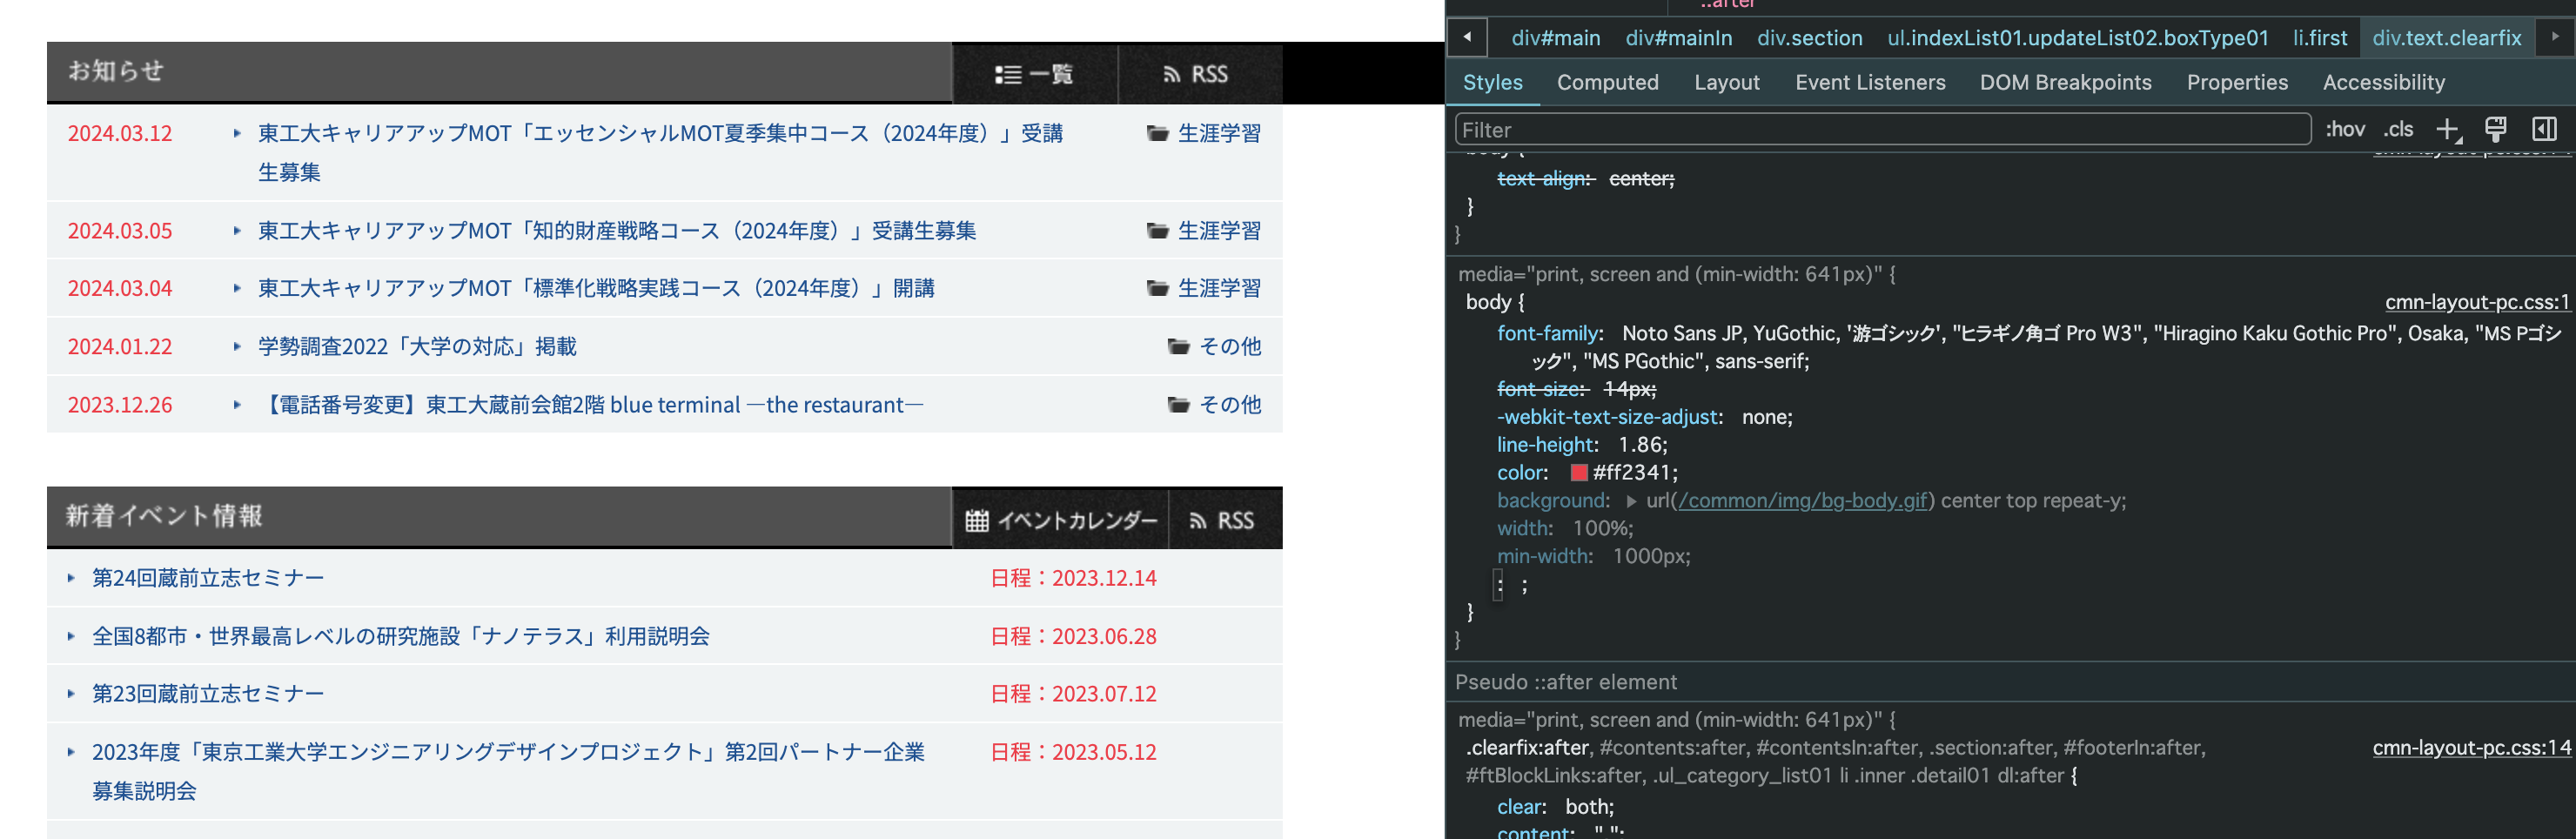 お知らせ
一覧
RSS
2024.03.12
東工大キャリアアップMOT「エッセンシャルMOT夏季集中コース（2024年度）」受講
生募集
生涯学習
2024.03.05
東工大キャリアアップMOT「知的財産戦略コース（2024年度）」受講生募集
生涯学習
2024.03.04
東工大キャリアアップMOT「標準化戦略実践コース（2024年度）」開講
生涯学習
2024.01.22
学勢調査2022「大学の対応」掲載
その他
2023.12.26
【電話番号変更】東工大蔵前会館2階 blue terminal —the restaurant—
その他
新着イベント情報
イベントカレンダー
RSS
第24回蔵前立志セミナー
日程：2023.12.14
全国8都市・世界最高レベルの研究施設「ナノテラス」利用説明会
日程：2023.06.28
第23回蔵前立志セミナー
日程：2023.07.12
2023年度「東京工業大学エンジニアリングデザインプロジェクト」第2回パートナー企業
募集説明会
日程：2023.05.12
::after
div#main div#mainIn div.section ul.indexList01.updateList02.boxType01 li.first div.text.clearfix
Styles Computed Layout Event Listeners DOM Breakpoints Properties Accessibility
Filter
:hov .cls
body {
text-align: center;
}
}
media="print, screen and (min-width: 641px)" {
body {
cmn-layout-pc.css:1
font-family: Noto Sans JP, YuGothic, '游ゴシック', "ヒラギノ角ゴ Pro W3", "Hiragino Kaku Gothic Pro", Osaka, "MS Pゴシ
ック", "MS PGothic", sans-serif;
font-size: 14px;
-webkit-text-size-adjust: none;
line-height: 1.86;
color: #ff2341;
background: url(/common/img/bg-body.gif) center top repeat-y;
width: 100%;
min-width: 1000px;
: ;
}
}
Pseudo ::after element
media="print, screen and (min-width: 641px)" {
.clearfix:after, #contents:after, #contentsIn:after, .section:after, #footerIn:after,
cmn-layout-pc.css:14
#ftBlockLinks:after, .ul_category_list01 li .inner .detail01 dl:after {
clear: both;
content: " ";